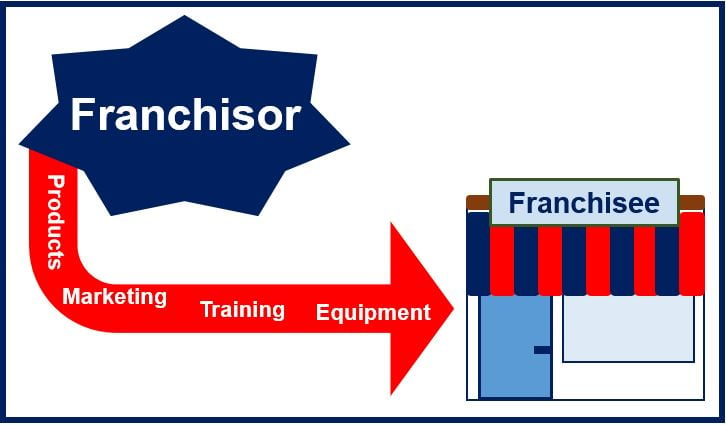 Franchisor
Products
Marketing
Training
Equipment
Franchisee